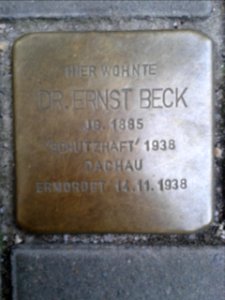 HIER WOHNTE
DR. ERNST BECK
JG. 1885
'SCHUTZHAFT' 1938
DACHAU
ERMORDET 14.11.1938